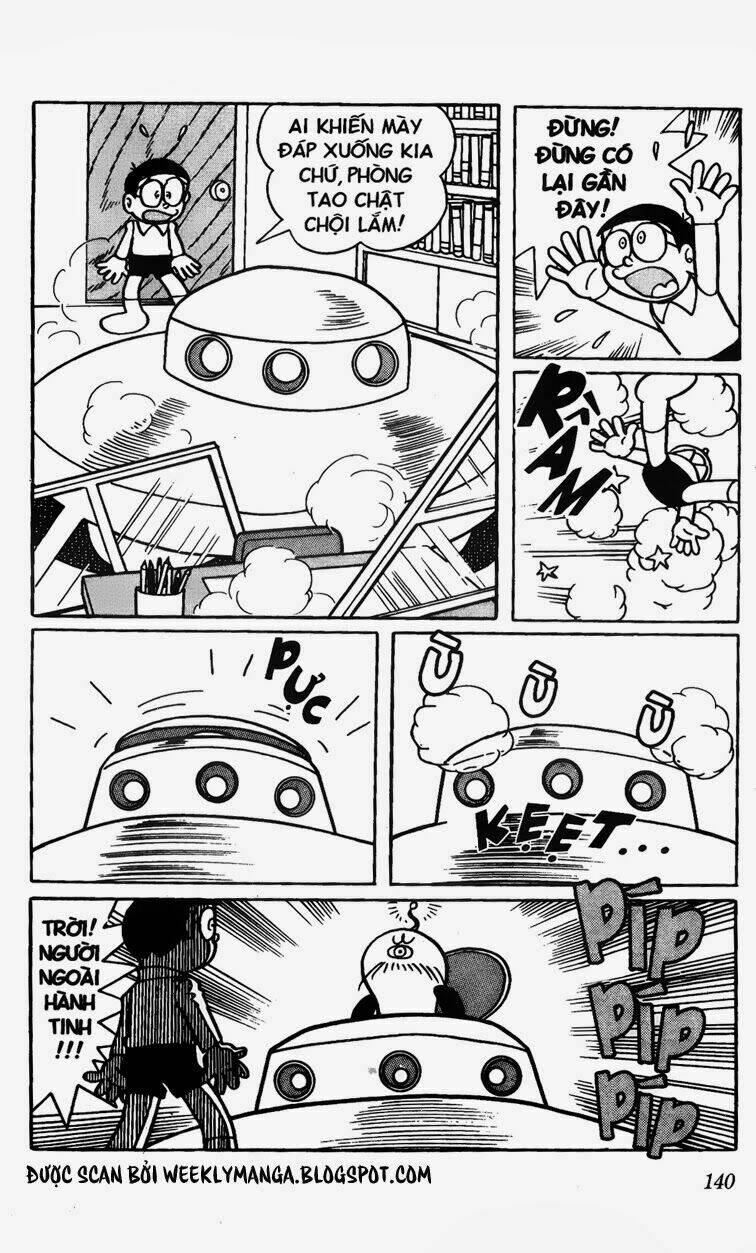 AI KHIẾN MÀY
ĐÁP XUỐNG KIA
CHỨ, PHÒNG
TAO CHẬT
CHỘI LẮM!
ĐỪNG!
ĐỪNG CÓ
LẠI GẦN
ĐÂY!
RẦM
PỰC
Ù Ù Ù
KẸẸT...
TRỜI!
NGƯỜI
NGOÀI
HÀNH
TINH
!!!
PÍP
PÍP
PÍP
ĐƯỢC SCAN BỞI WEEKLYMANGA.BLOGSPOT.COM
140